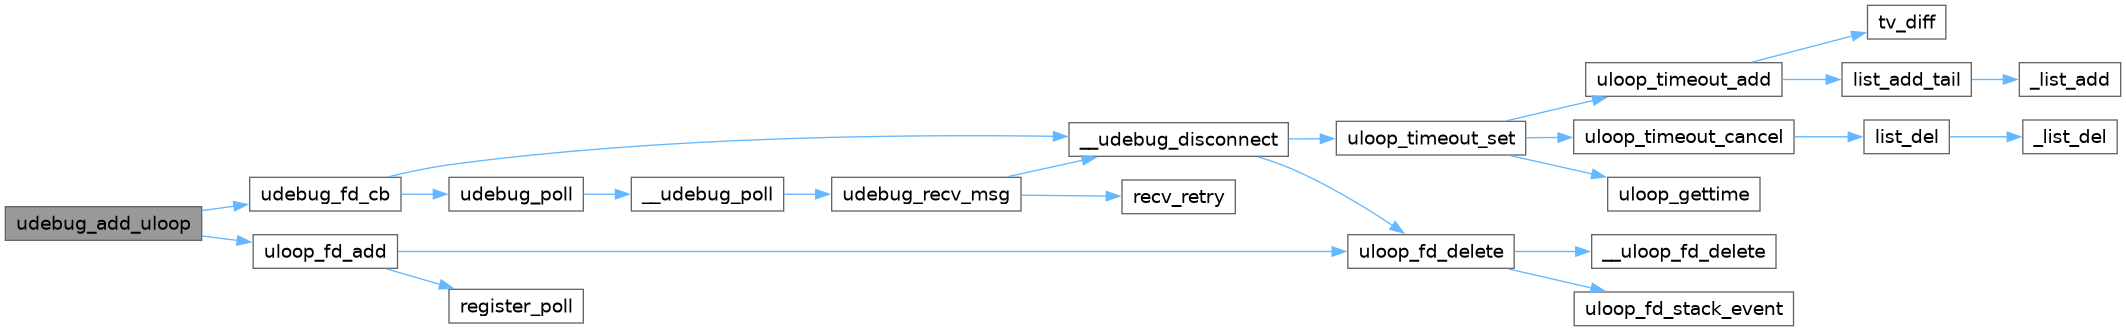 udebug_add_uloop
udebug_fd_cb
uloop_fd_add
udebug_poll
register_poll
__udebug_poll
udebug_recv_msg
__udebug_disconnect
recv_retry
uloop_timeout_set
uloop_fd_delete
uloop_timeout_add
uloop_timeout_cancel
uloop_gettime
__uloop_fd_delete
uloop_fd_stack_event
tv_diff
list_add_tail
list_del
_list_add
_list_del